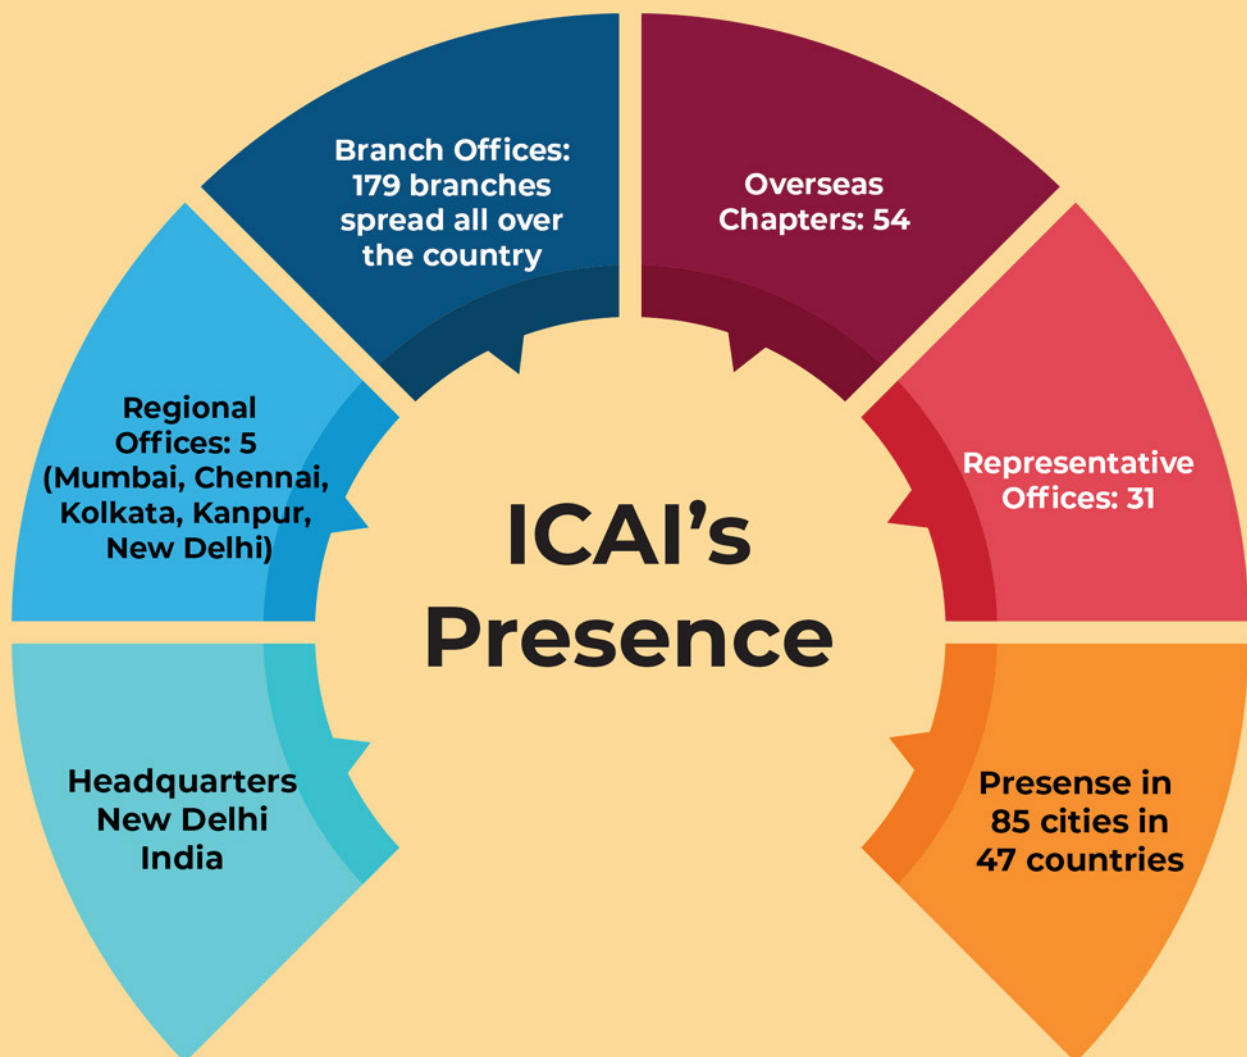 ICAI's
Presence
Headquarters
New Delhi
India
Regional
Offices: 5
(Mumbai, Chennai,
Kolkata, Kanpur,
New Delhi)
Branch Offices:
179 branches
spread all over
the country
Overseas
Chapters: 54
Representative
Offices: 31
Presense in
85 cities in
47 countries